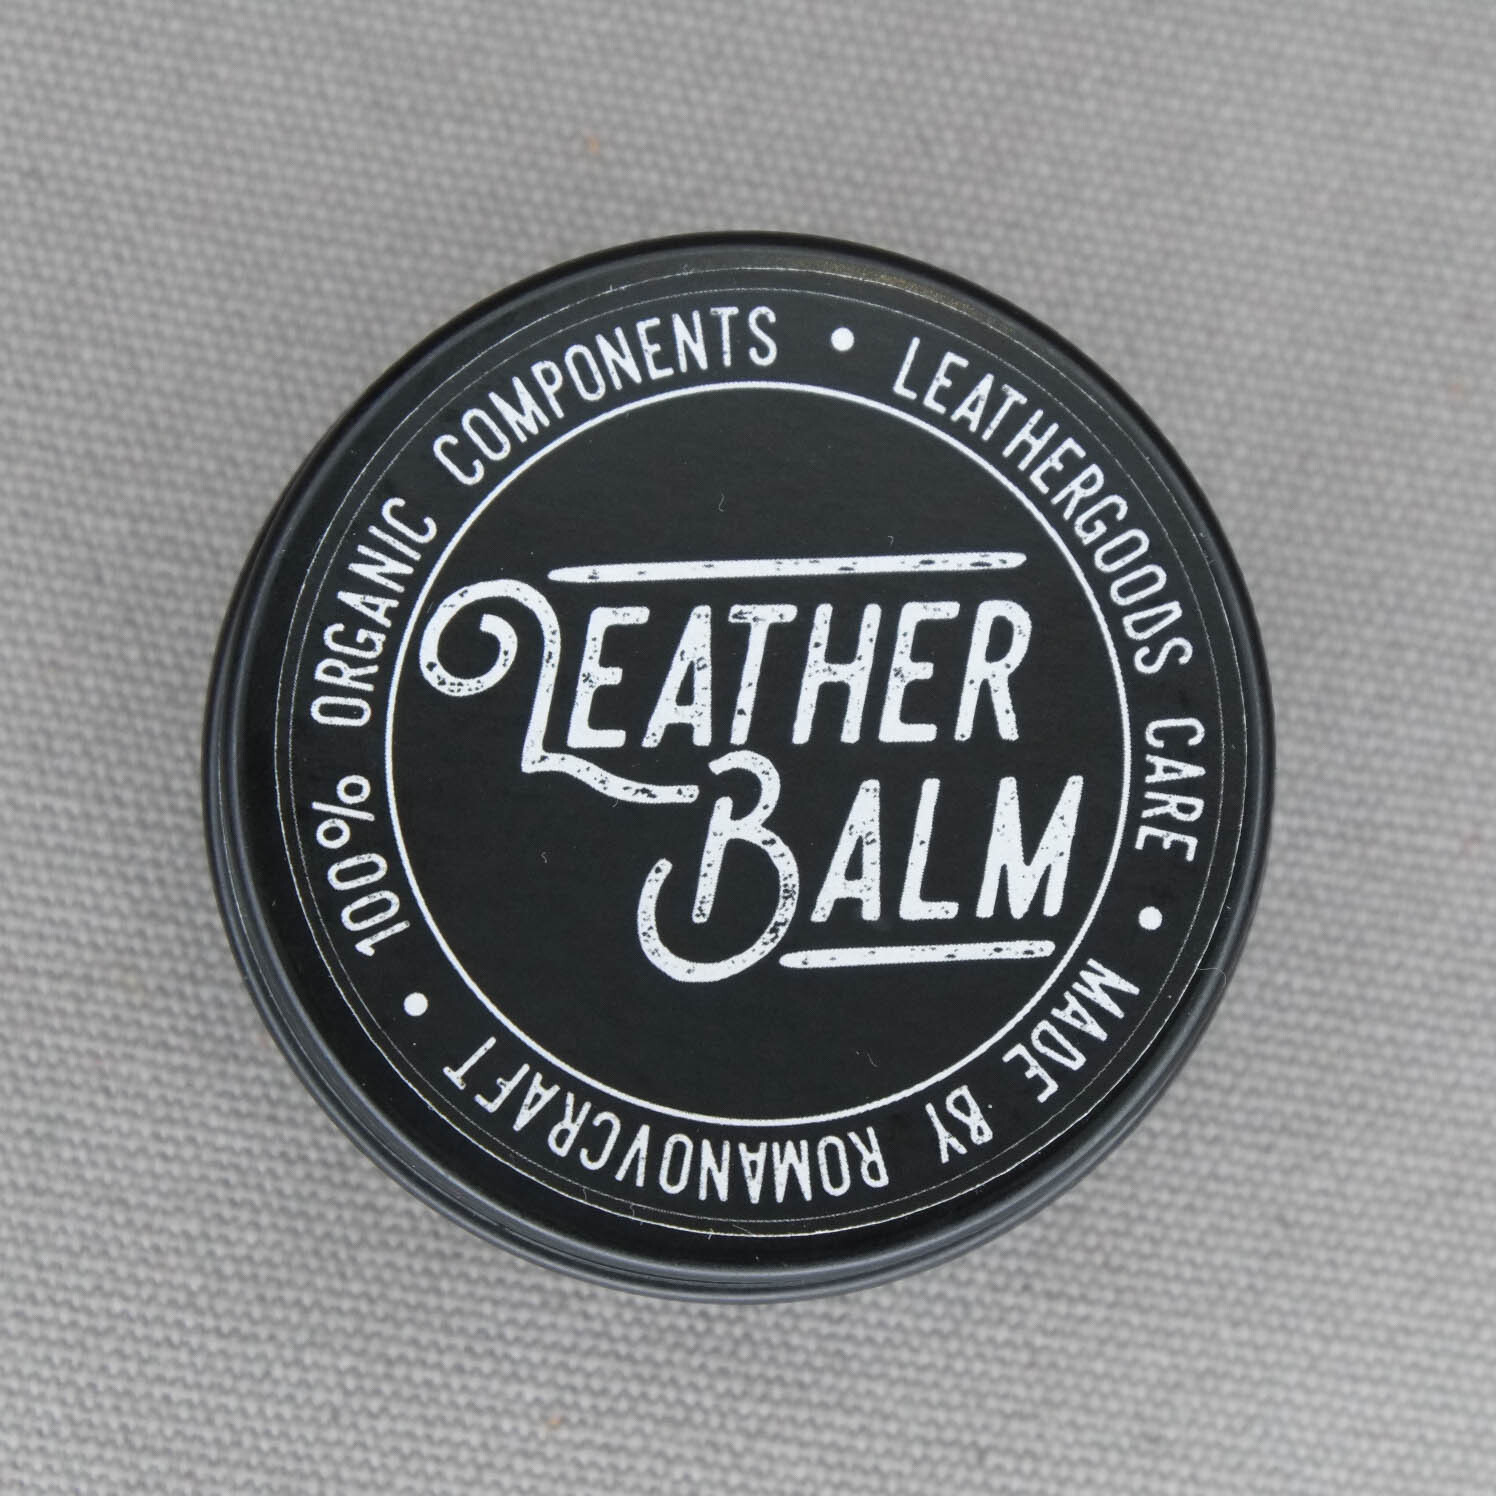 LEATHER
BALM
100% ORGANIC COMPONENTS • LEATHERGOODS CARE • MADE BY ROMANOVCRAFT •